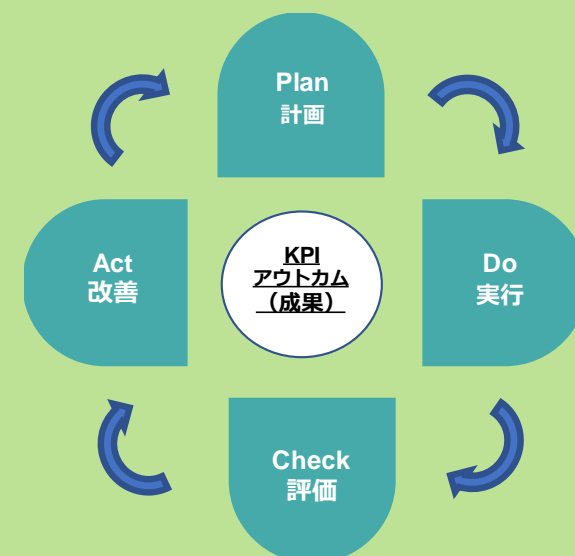 Plan
計画
Act
改善
KPI
アウトカム
（成果）
Do
実行
Check
評価